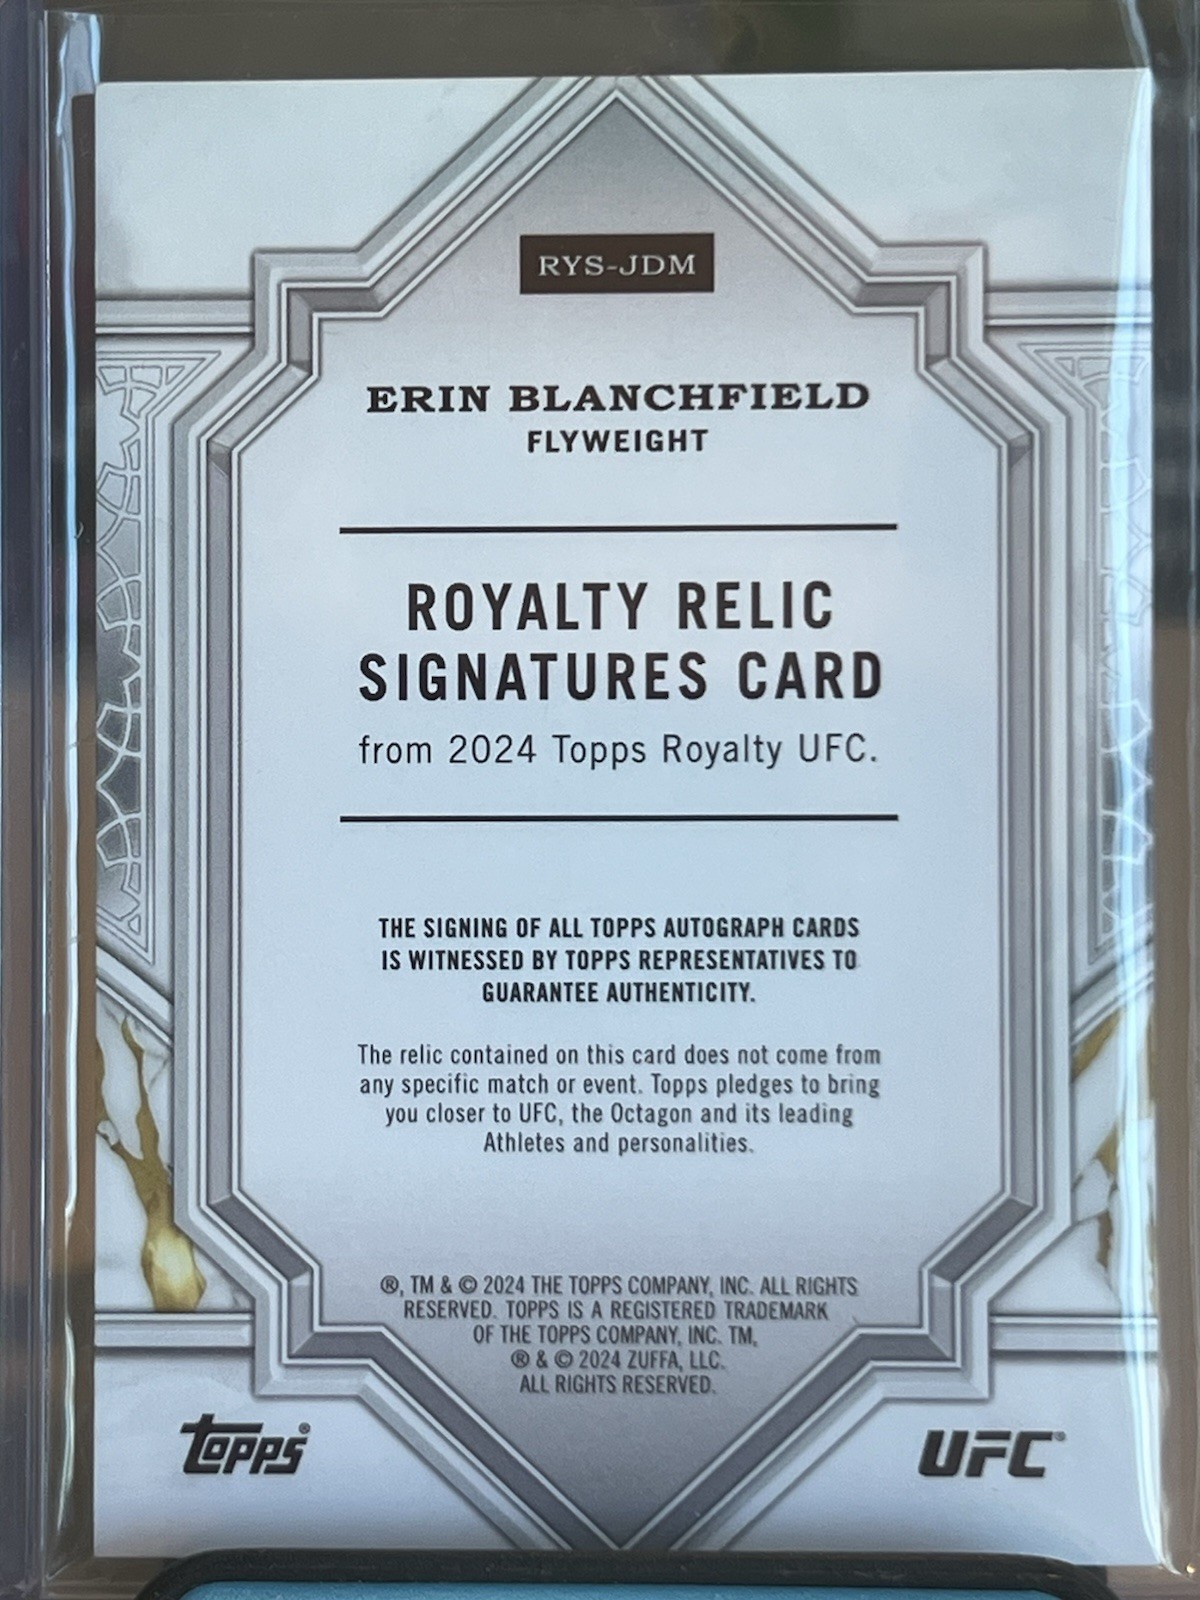 RYS-JDM
ERIN BLANCHFIELD
FLYWEIGHT
ROYALTY RELIC
SIGNATURES CARD
from 2024 Topps Royalty UFC.
THE SIGNING OF ALL TOPPS AUTOGRAPH CARDS
IS WITNESSED BY TOPPS REPRESENTATIVES TO
GUARANTEE AUTHENTICITY.
The relic contained on this card does not come from
any specific match or event. Topps pledges to bring
you closer to UFC, the Octagon and its leading
Athletes and personalities.
®, TM & © 2024 THE TOPPS COMPANY, INC. ALL RIGHTS
RESERVED. TOPPS IS A REGISTERED TRADEMARK
OF THE TOPPS COMPANY, INC. TM,
® & © 2024 ZUFFA, LLC.
ALL RIGHTS RESERVED.
Topps®
UFC®